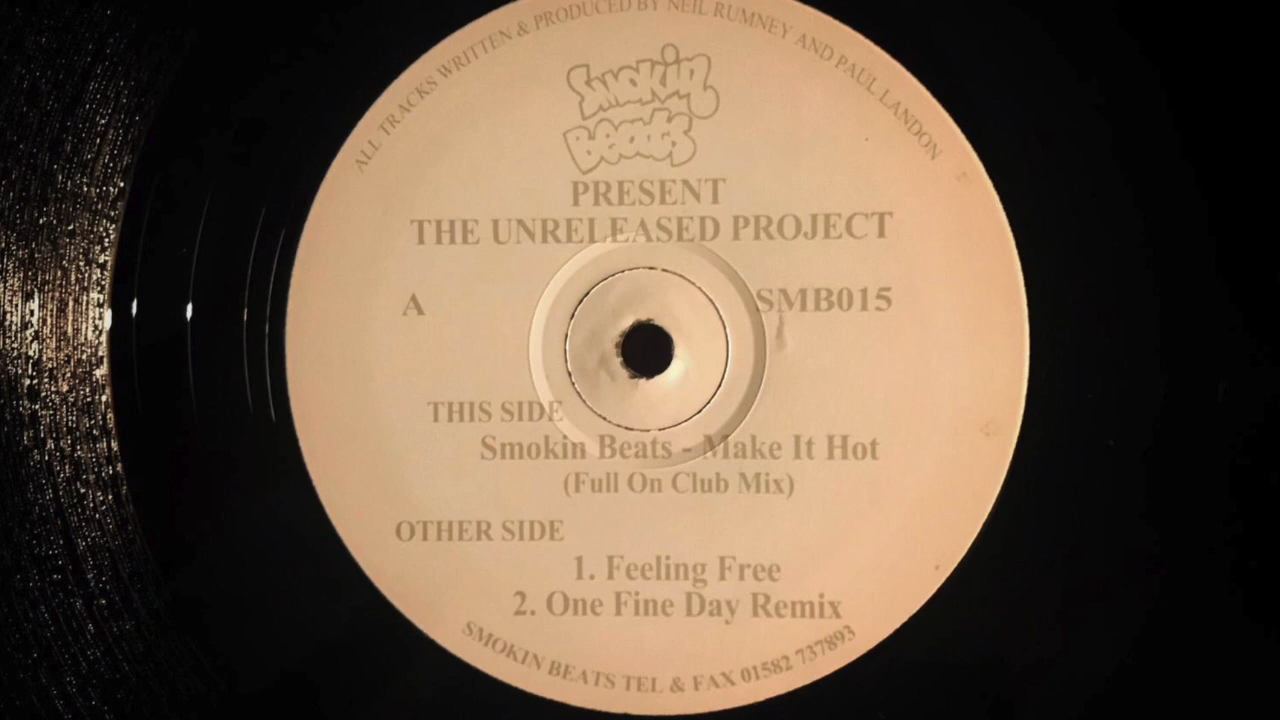 ALL TRACKS WRITTEN & PRODUCED BY NEIL RUMNEY AND PAUL LANDON
Smokin
Beats
PRESENT
THE UNRELEASED PROJECT
A SMB015
THIS SIDE
Smokin Beats - Make It Hot
(Full On Club Mix)
OTHER SIDE
1. Feeling Free
2. One Fine Day Remix
SMOKIN BEATS TEL & FAX 01582 737893